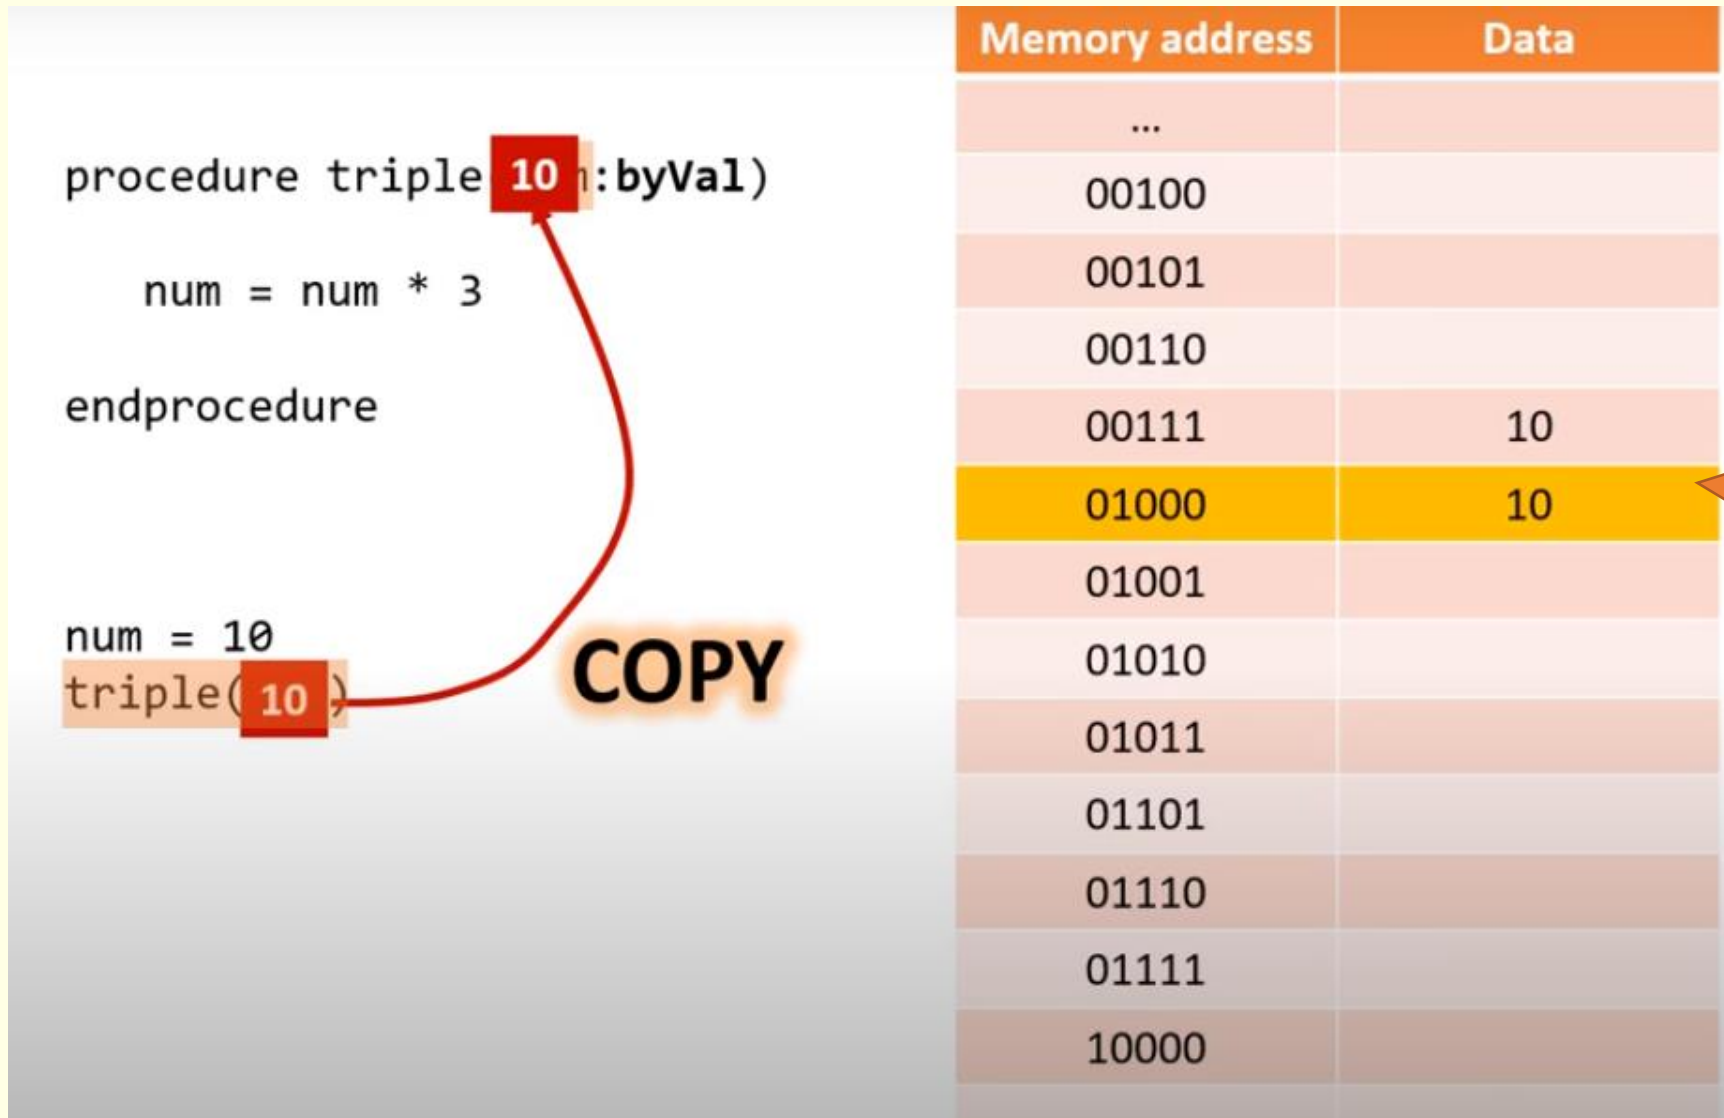 procedure triple 10 :byVal)
num = num * 3
endprocedure
num = 10
triple( 10 )
COPY
Memory address Data
...
00100
00101
00110
00111 10
01000 10
01001
01010
01011
01101
01110
01111
10000